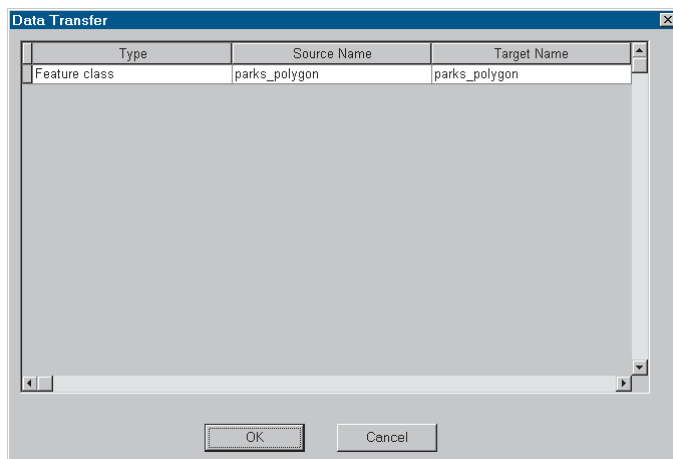 Data Transfer
Type Source Name Target Name
Feature class parks_polygon parks_polygon
OK Cancel